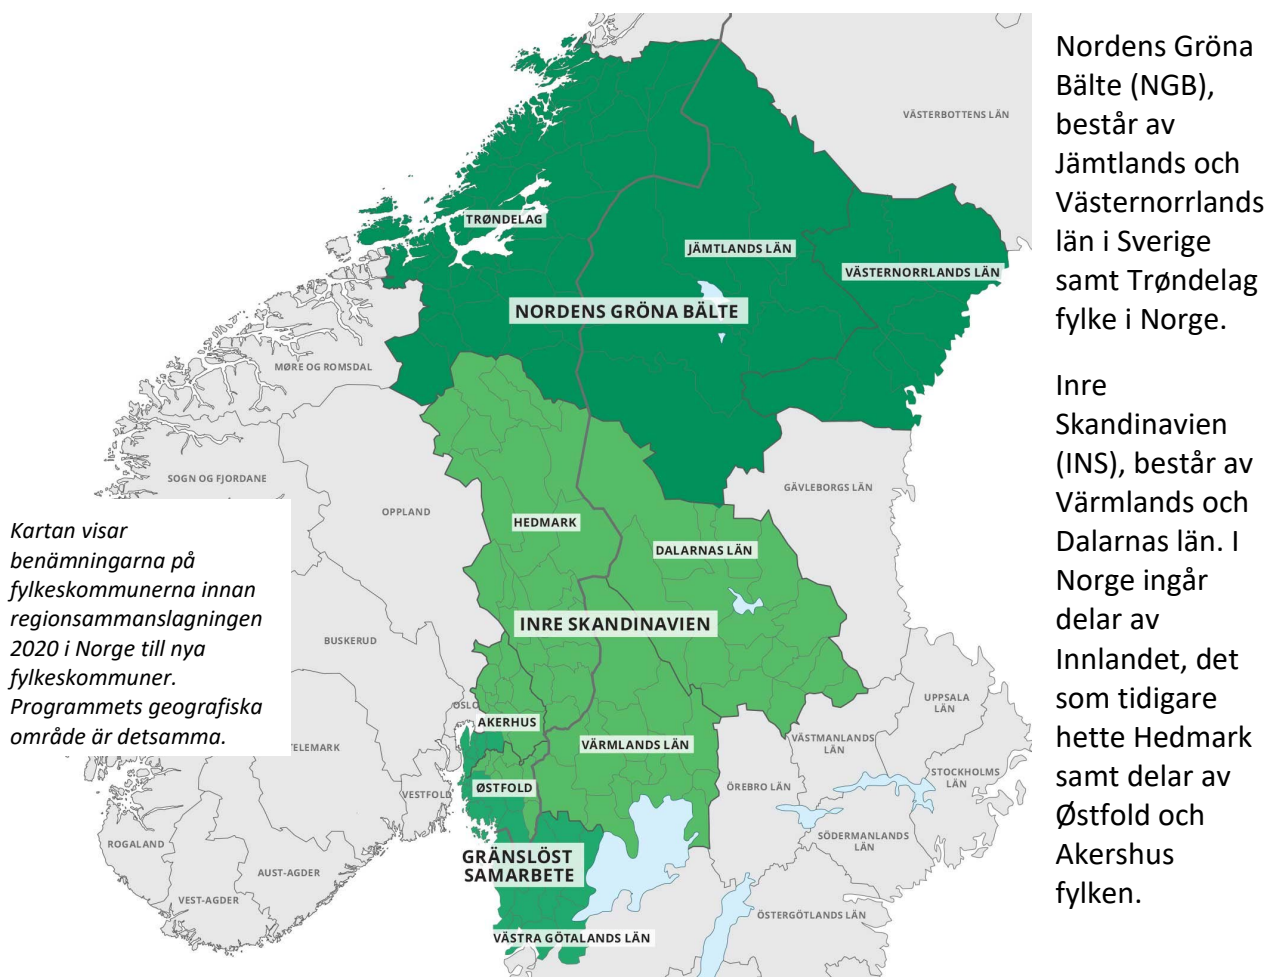 VÄSTERBOTTENS LÄN
TRØNDELAG
JÄMTLANDS LÄN
VÄSTERNORRLANDS LÄN
NORDENS GRÖNA BÄLTE
MØRE OG ROMSDAL
SOGN OG FJORDANE
OPPLAND
GÄVLEBORGS LÄN
HEDMARK
DALARNAS LÄN
INRE SKANDINAVIEN
BUSKERUD
OSLO
AKERHUS
UPPSALA
LÄN
VÄRMLANDS LÄN
VÄSTMANLANDS
LÄN
TELEMARK
VESTFOLD
ØSTFOLD
ÖREBRO LÄN
STOCKHOLMS
LÄN
ROGALAND
SÖDERMANLANDS
LÄN
GRÄNSLÖST
SAMARBETE
AUST-AGDER
VEST-AGDER
ÖSTERGÖTLANDS LÄN
VÄSTRA GÖTALANDS LÄN
Kartan visar
benämningarna på
fylkeskommunerna innan
regionsammanslagningen
2020 i Norge till nya
fylkeskommuner.
Programmets geografiska
område är detsamma.
Nordens Gröna
Bälte (NGB),
består av
Jämtlands och
Västernorrlands
län i Sverige
samt Trøndelag
fylke i Norge.
Inre
Skandinavien
(INS), består av
Värmlands och
Dalarnas län. I
Norge ingår
delar av
Innlandet, det
som tidigare
hette Hedmark
samt delar av
Østfold och
Akershus
fylken.